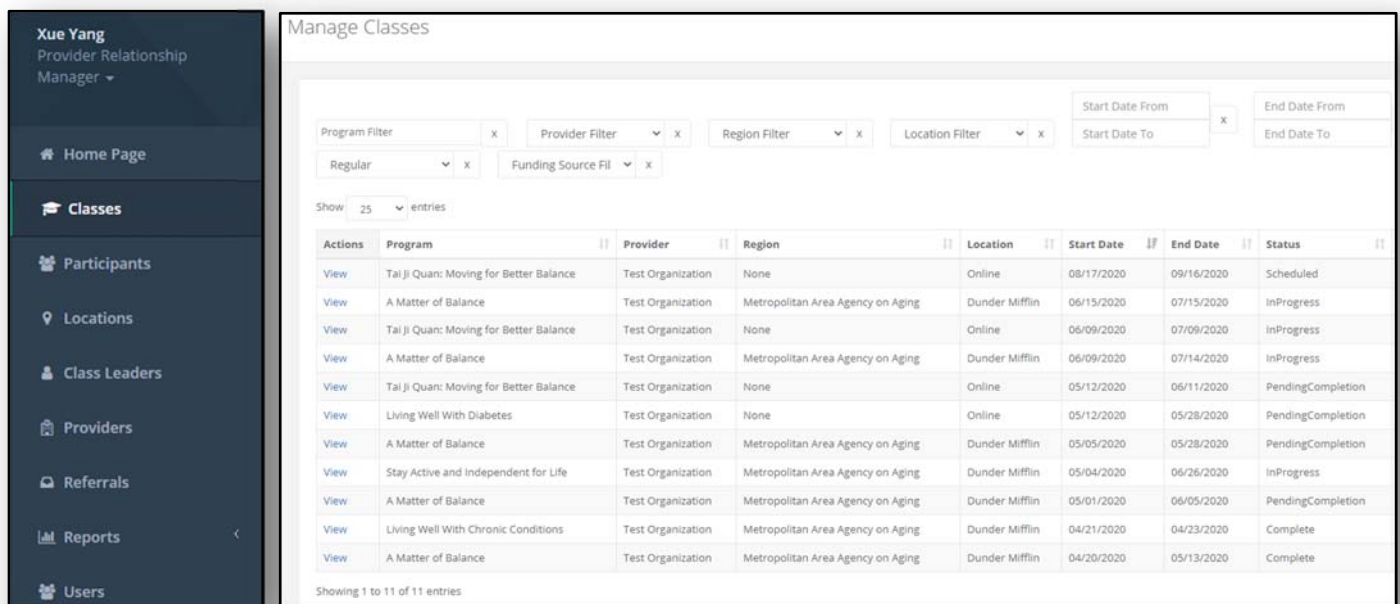 Xue Yang
Provider Relationship
Manager
Home Page
Classes
Participants
Locations
Class Leaders
Providers
Referrals
Reports
Users
Manage Classes
Start Date From
End Date From
Program Filter x Provider Filter x Region Filter x Location Filter x Start Date To x End Date To
Regular x Funding Source Fil x
Show 25 entries
Actions Program Provider Region Location Start Date End Date Status
View Tai Ji Quan: Moving for Better Balance Test Organization None Online 08/17/2020 09/16/2020 Scheduled
View A Matter of Balance Test Organization Metropolitan Area Agency on Aging Dunder Mifflin 06/15/2020 07/15/2020 InProgress
View Tai Ji Quan: Moving for Better Balance Test Organization None Online 06/09/2020 07/09/2020 InProgress
View A Matter of Balance Test Organization Metropolitan Area Agency on Aging Dunder Mifflin 06/09/2020 07/14/2020 InProgress
View Tai Ji Quan: Moving for Better Balance Test Organization None Online 05/12/2020 06/11/2020 PendingCompletion
View Living Well With Diabetes Test Organization None Online 05/12/2020 05/28/2020 PendingCompletion
View A Matter of Balance Test Organization Metropolitan Area Agency on Aging Dunder Mifflin 05/05/2020 05/28/2020 PendingCompletion
View Stay Active and Independent for Life Test Organization Metropolitan Area Agency on Aging Dunder Mifflin 05/04/2020 06/26/2020 InProgress
View A Matter of Balance Test Organization Metropolitan Area Agency on Aging Dunder Mifflin 05/01/2020 06/05/2020 PendingCompletion
View Living Well With Chronic Conditions Test Organization Metropolitan Area Agency on Aging Dunder Mifflin 04/21/2020 04/23/2020 Complete
View A Matter of Balance Test Organization Metropolitan Area Agency on Aging Dunder Mifflin 04/20/2020 05/13/2020 Complete
Showing 1 to 11 of 11 entries